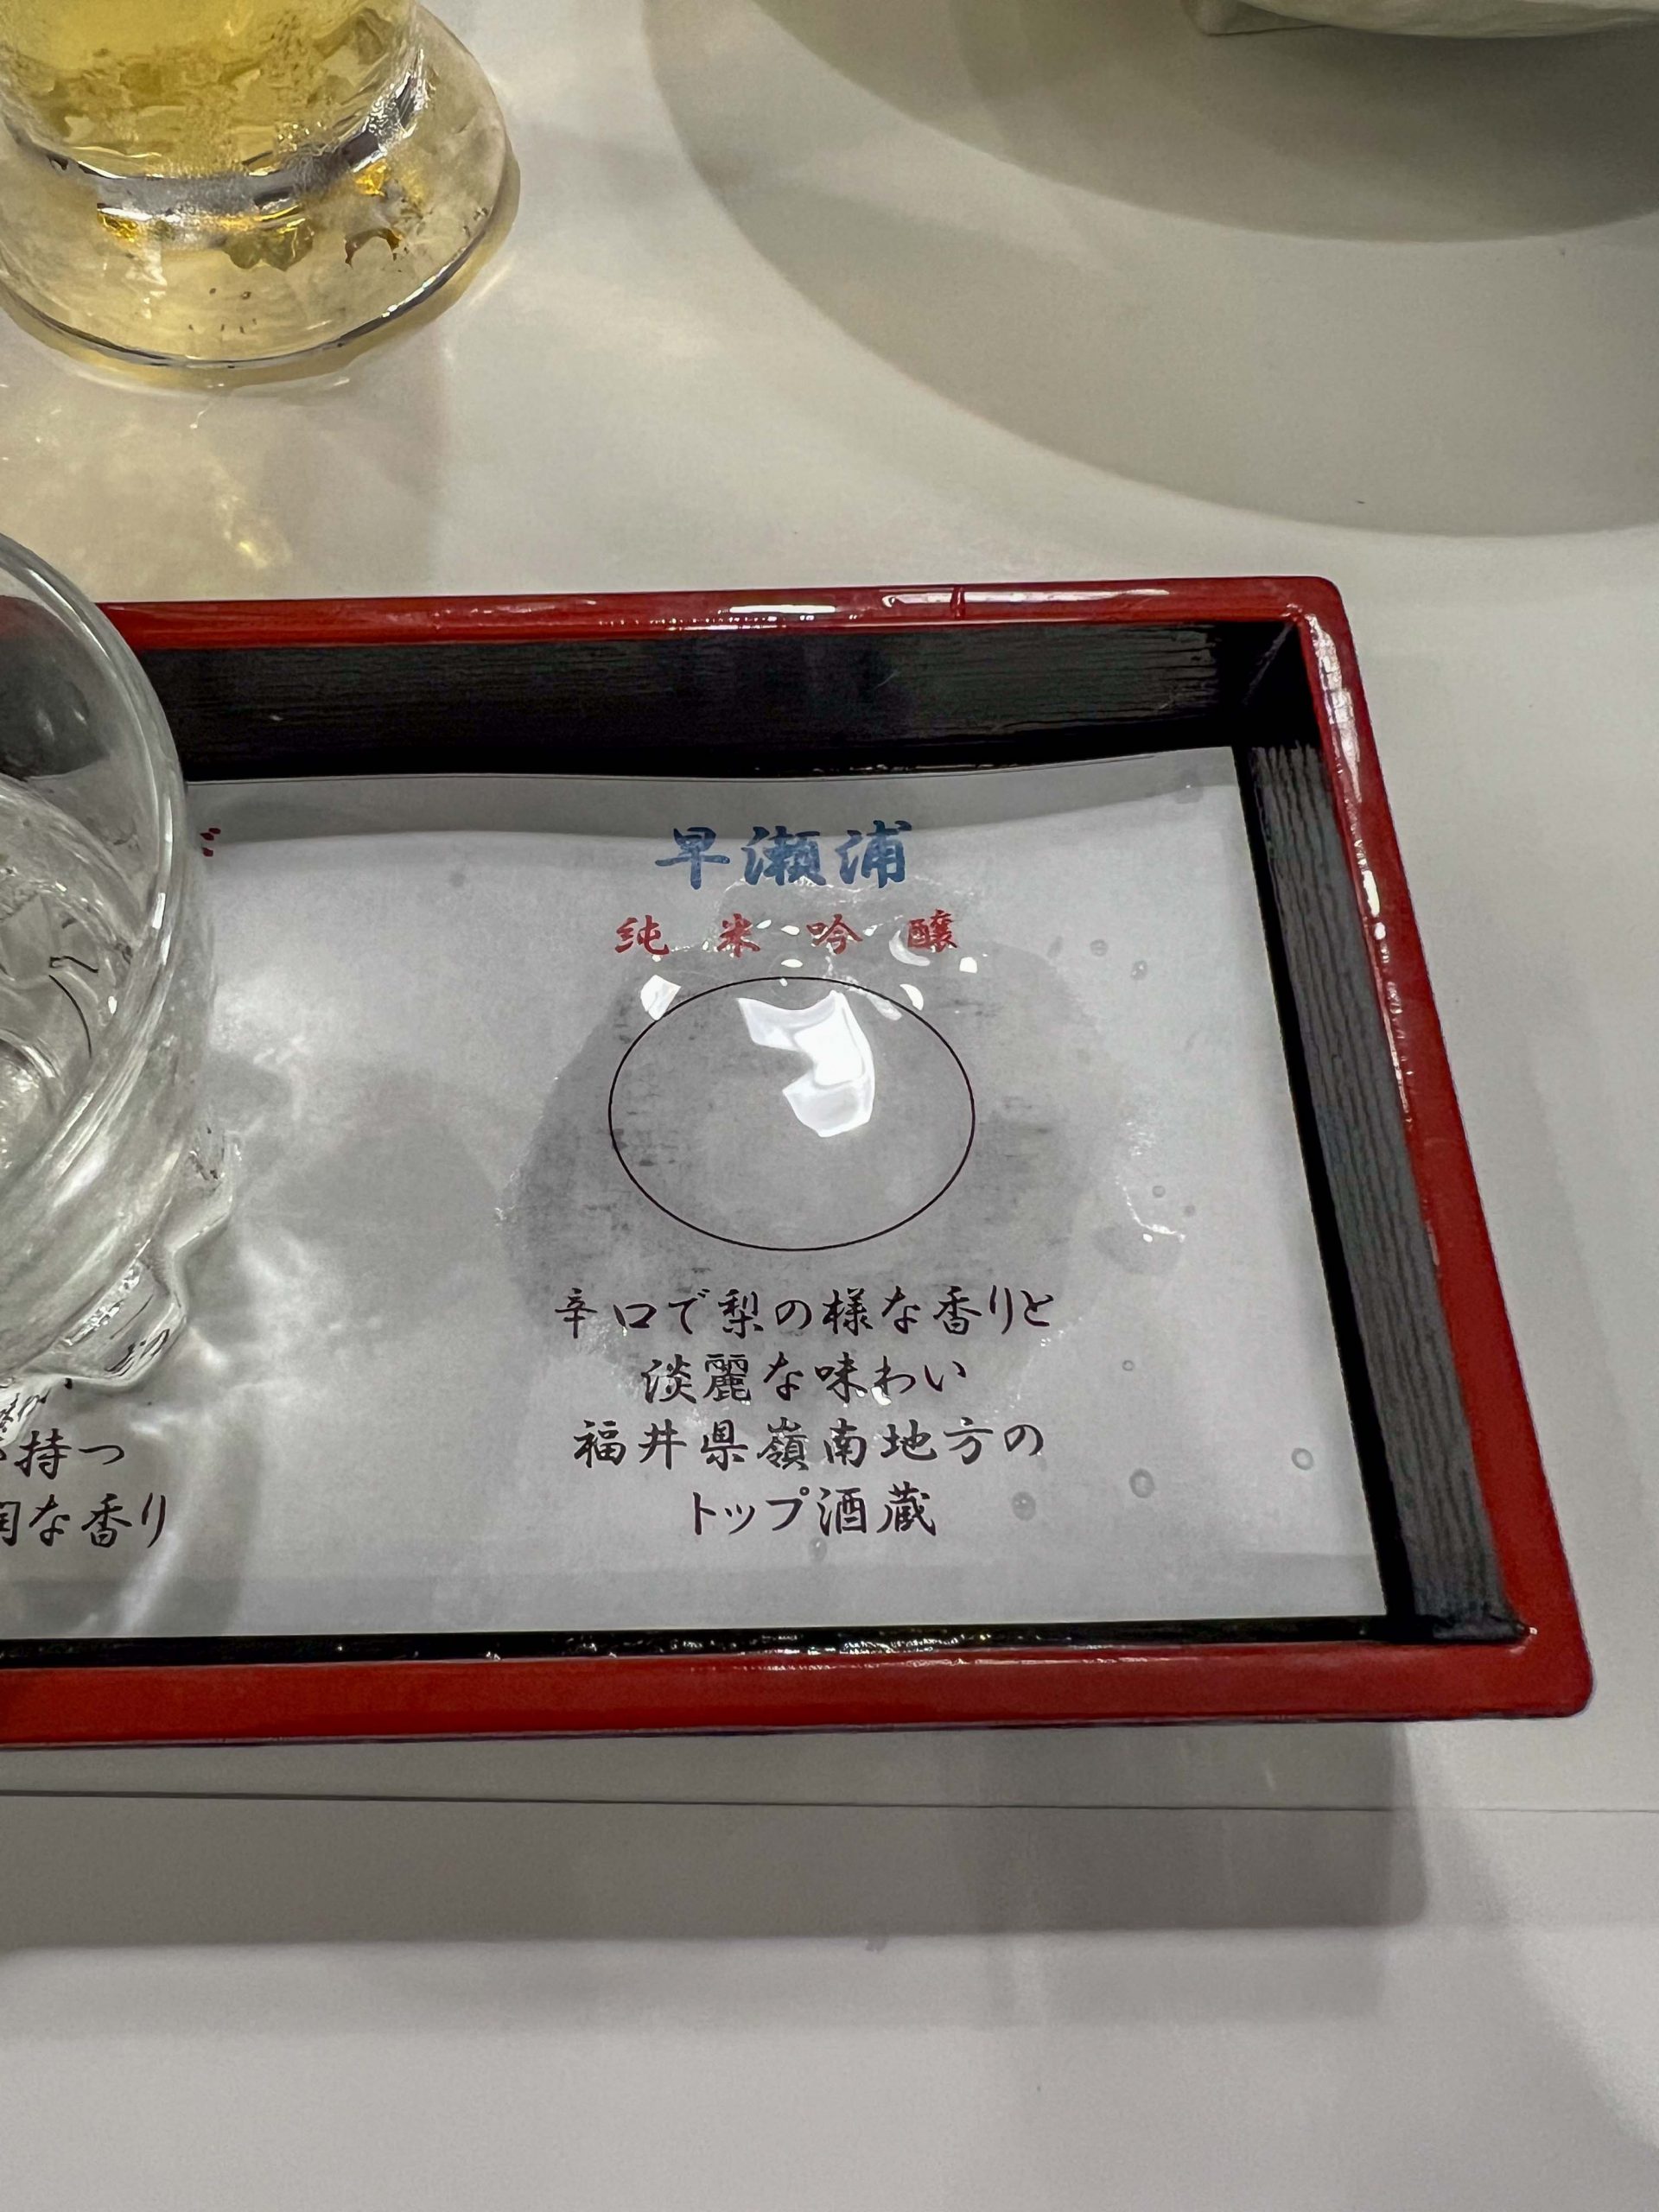 早瀬浦
純米吟醸
辛口で梨の様な香りと
淡麗な味わい
福井県嶺南地方の
トップ酒蔵
持つ
な香り